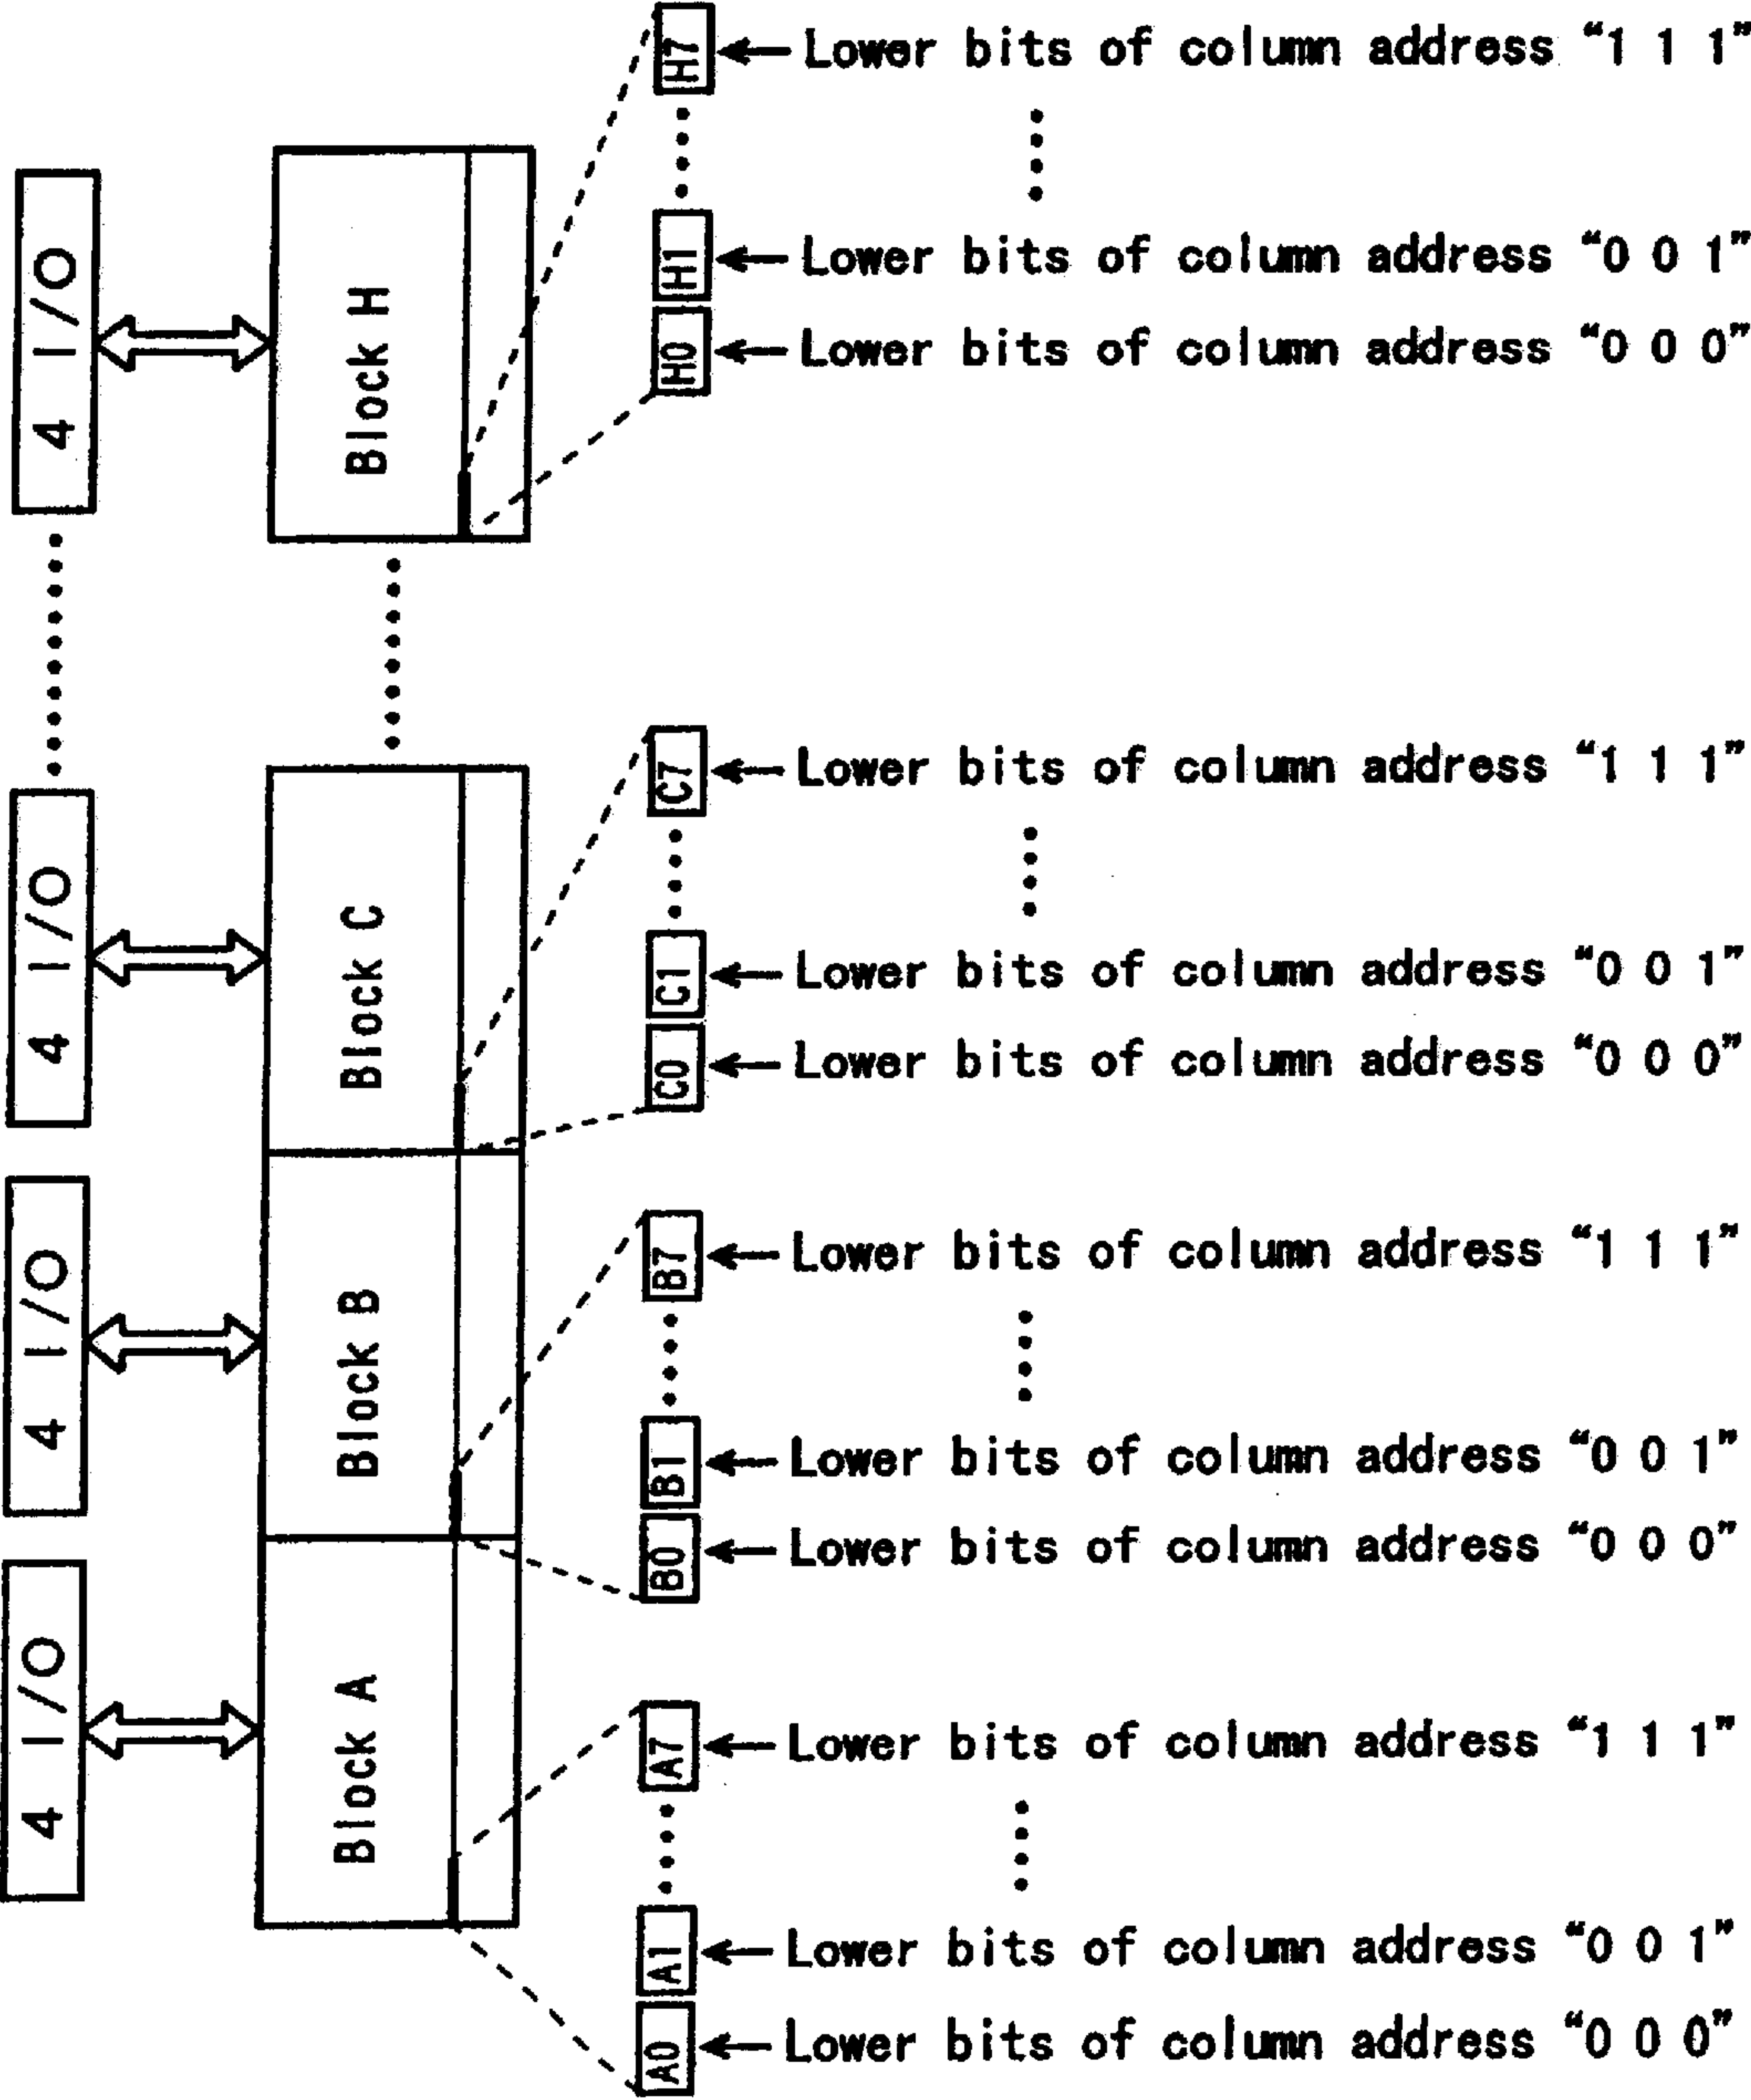 4 I/O
Block H
H7
Lower bits of column address “1 1 1”
H1
Lower bits of column address “0 0 1”
H0
Lower bits of column address “0 0 0”
4 I/O
Block C
C7
Lower bits of column address “1 1 1”
C1
Lower bits of column address “0 0 1”
C0
Lower bits of column address “0 0 0”
4 I/O
Block B
B7
Lower bits of column address “1 1 1”
B1
Lower bits of column address “0 0 1”
B0
Lower bits of column address “0 0 0”
4 I/O
Block A
A7
Lower bits of column address “1 1 1”
A1
Lower bits of column address “0 0 1”
A0
Lower bits of column address “0 0 0”